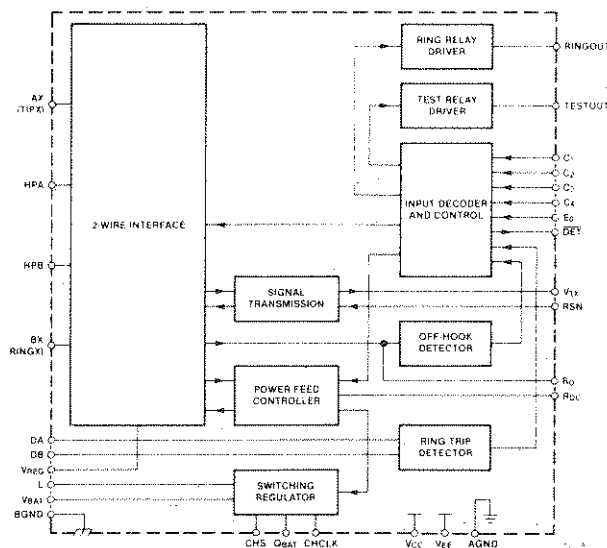 RING RELAY
DRIVER
RINGOUT
TEST RELAY
DRIVER
TESTOUT
AX
(TIPX)
HPA
2-WIRE INTERFACE
INPUT DECODER
AND CONTROL
C1
C2
C3
C4
E0
DET
HPB
SIGNAL
TRANSMISSION
VTX
RSN
BX
RINGX)
OFF-HOOK
DETECTOR
POWER FEED
CONTROLLER
RD
RDC
DA
DB
RING TRIP
DETECTOR
VREG
L
VBAT
BGND
SWITCHING
REGULATOR
CHS QBAT CHCLK VCC VEE AGND